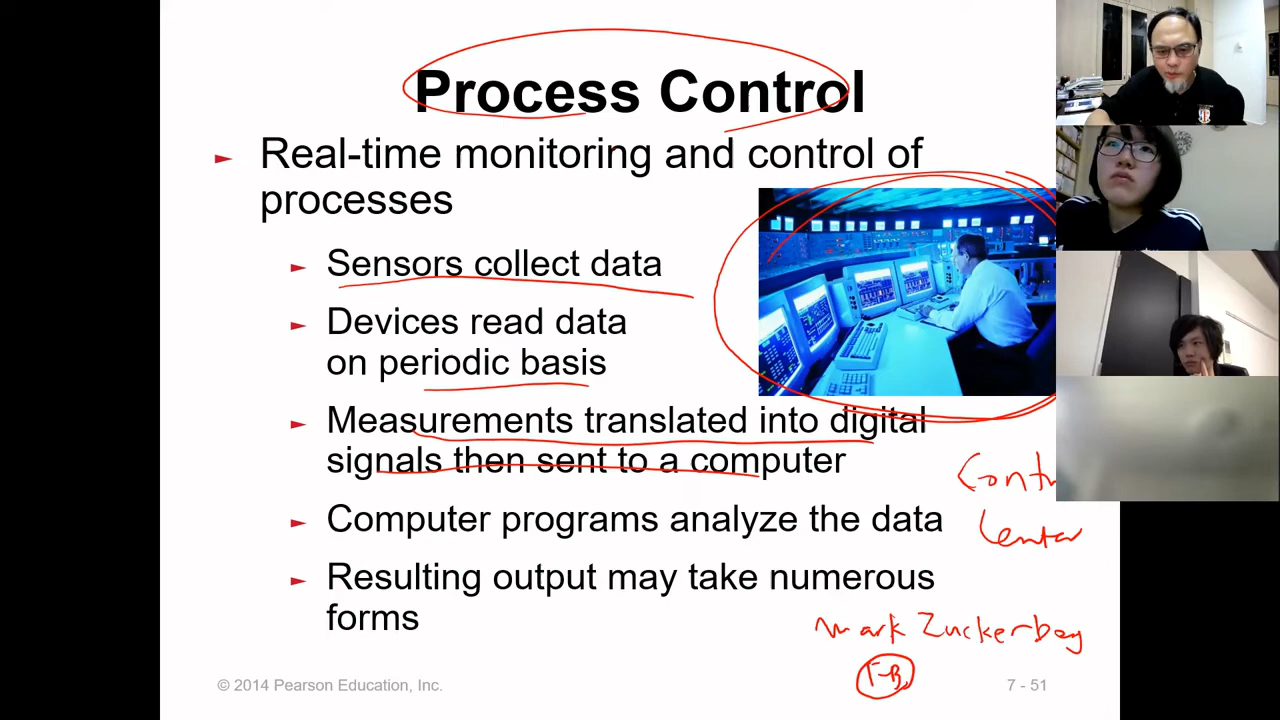 Process Control
Real-time monitoring and control of
processes
Sensors collect data
Devices read data
on periodic basis
Measurements translated into digital
signals then sent to a computer
Contr
Center
Computer programs analyze the data
Resulting output may take numerous
forms
Mark Zuckerbeg
© 2014 Pearson Education, Inc.
7 - 51